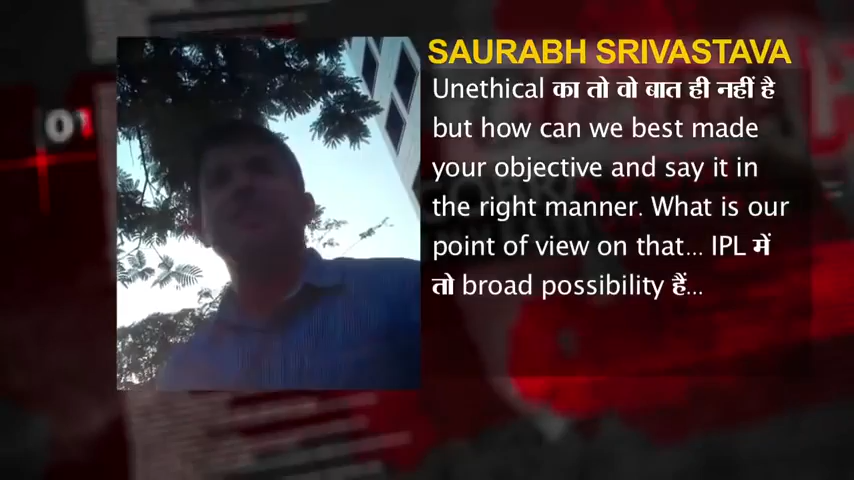 SAURABH SRIVASTAVA
Unethical का तो वो बात ही नहीं है
but how can we best made
your objective and say it in
the right manner. What is our
point of view on that... IPL में
तो broad possibility हैं...
01